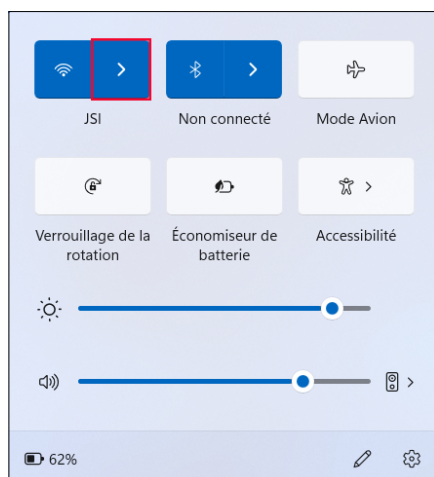 JSI
Non connecté
Mode Avion
Verrouillage de la
rotation
Économiseur de
batterie
Accessibilité
62%